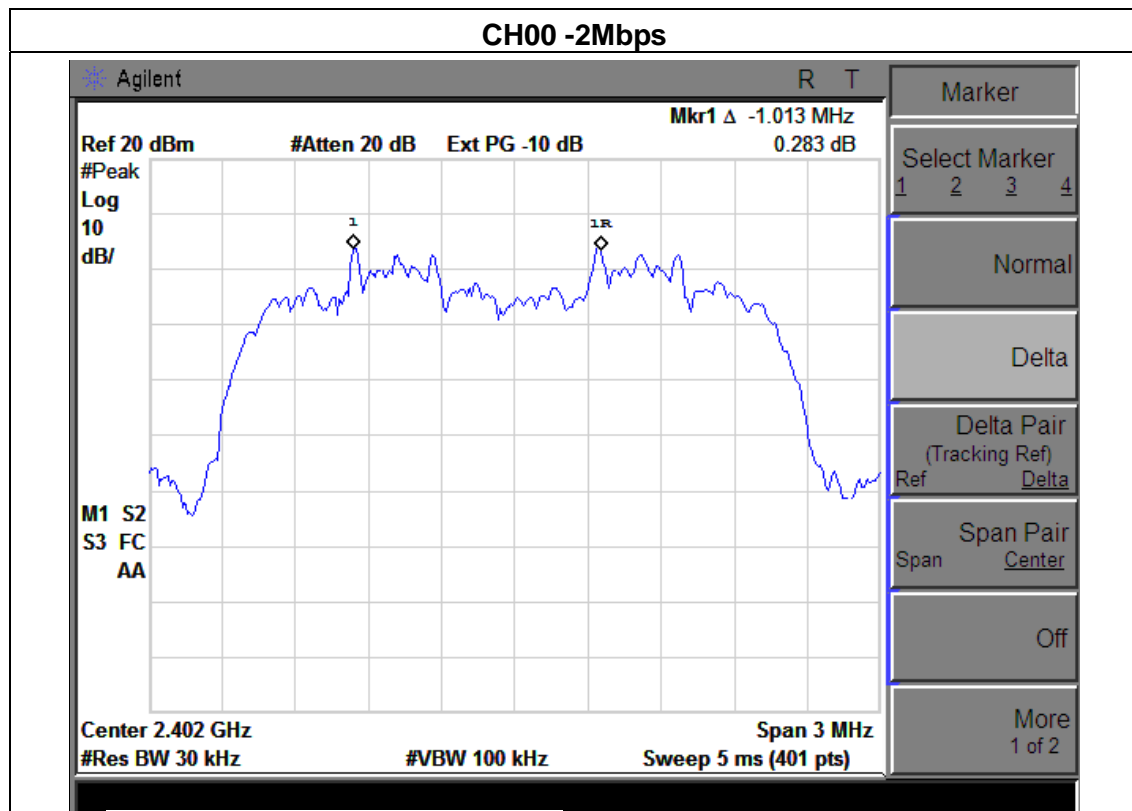 CH00 -2Mbps
Agilent R T
Mkr1 Δ -1.013 MHz
Ref 20 dBm #Atten 20 dB Ext PG -10 dB 0.283 dB
#Peak
Log
10
dB/
1
1R
M1 S2
S3 FC
AA
Center 2.402 GHz Span 3 MHz
#Res BW 30 kHz #VBW 100 kHz Sweep 5 ms (401 pts)
Marker
Select Marker
1 2 3 4
Normal
Delta
Delta Pair
(Tracking Ref)
Ref Delta
Span Pair
Span Center
Off
More
1 of 2